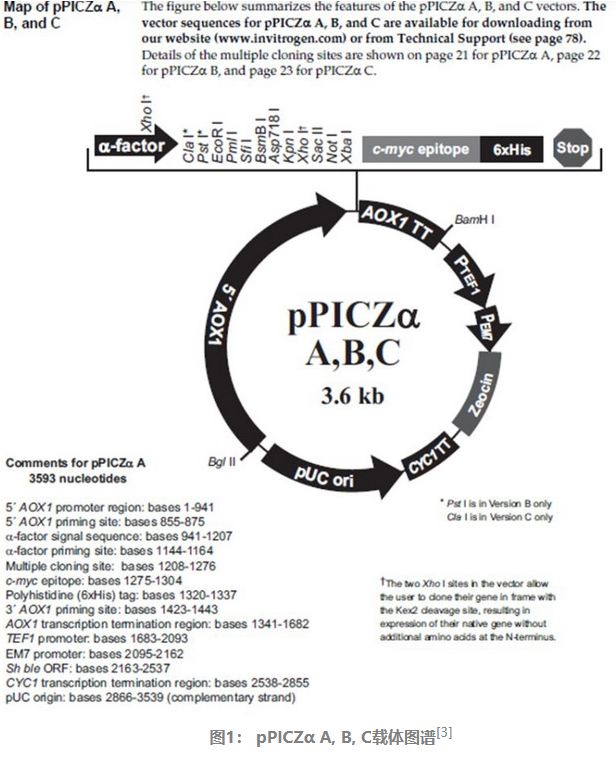 Map of pPICZα A,
B, and C
The figure below summarizes the features of the pPICZα A, B, and C vectors. The
vector sequences for pPICZα A, B, and C are available for downloading from
our website (www.invitrogen.com) or from Technical Support (see page 78).
Details of the multiple cloning sites are shown on page 21 for pPICZα A, page 22
for pPICZα B, and page 23 for pPICZα C.
Xho I†
α-factor
Cla I*
Pst I*
EcoR I
Pml I
Sfi I
BsmB I
Asp718 I
Kpn I
Xho I†
Sac II
Not I
Xba I
c-myc epitope
6xHis
Stop
AOX1 TT
BamH I
PTEF1
PEM7
Zeocin
CYC1 TT
pUC ori
Bgl II
5´ AOX1
pPICZα
A,B,C
3.6 kb
Comments for pPICZα A
3593 nucleotides
5´ AOX1 promoter region: bases 1-941
5´ AOX1 priming site: bases 855-875
α-factor signal sequence: bases 941-1207
α-factor priming site: bases 1144-1164
Multiple cloning site: bases 1208-1276
c-myc epitope: bases 1275-1304
Polyhistidine (6xHis) tag: bases 1320-1337
3´ AOX1 priming site: bases 1423-1443
AOX1 transcription termination region: bases 1341-1682
TEF1 promoter: bases 1683-2093
EM7 promoter: bases 2095-2162
Sh ble ORF: bases 2163-2537
CYC1 transcription termination region: bases 2538-2855
pUC origin: bases 2866-3539 (complementary strand)
* Pst I is in Version B only
Cla I is in Version C only
†The two Xho I sites in the vector allow
the user to clone their gene in frame with
the Kex2 cleavage site, resulting in
expression of their native gene without
additional amino acids at the N-terminus.
图1： pPICZα A, B, C载体图谱[3]